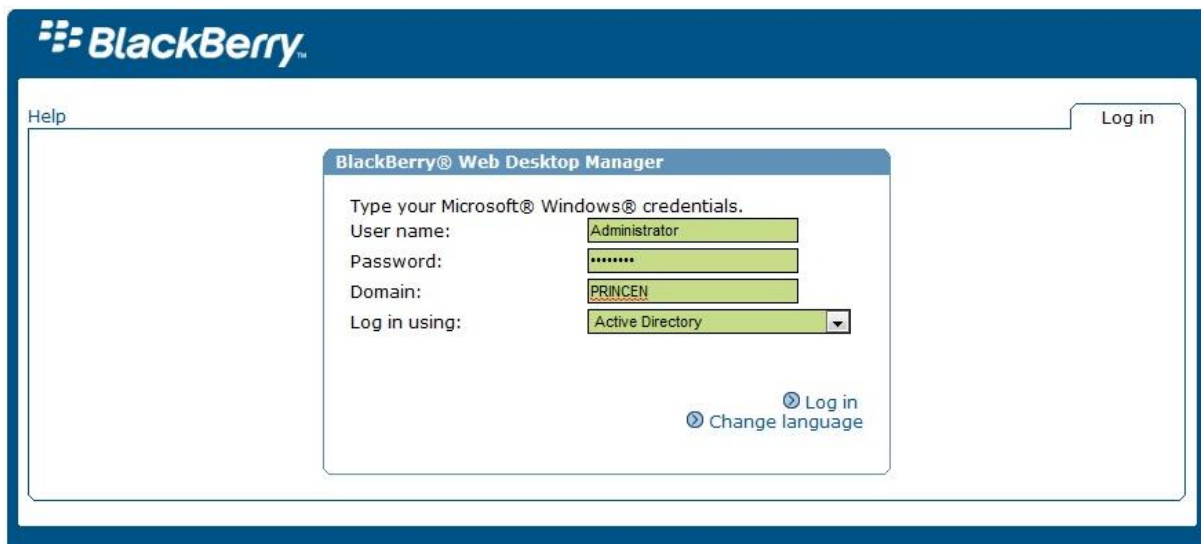 BlackBerry™
Help
Log in
BlackBerry® Web Desktop Manager
Type your Microsoft® Windows® credentials.
User name: Administrator
Password: ••••••••
Domain: PRINCEN
Log in using: Active Directory
Log in
Change language